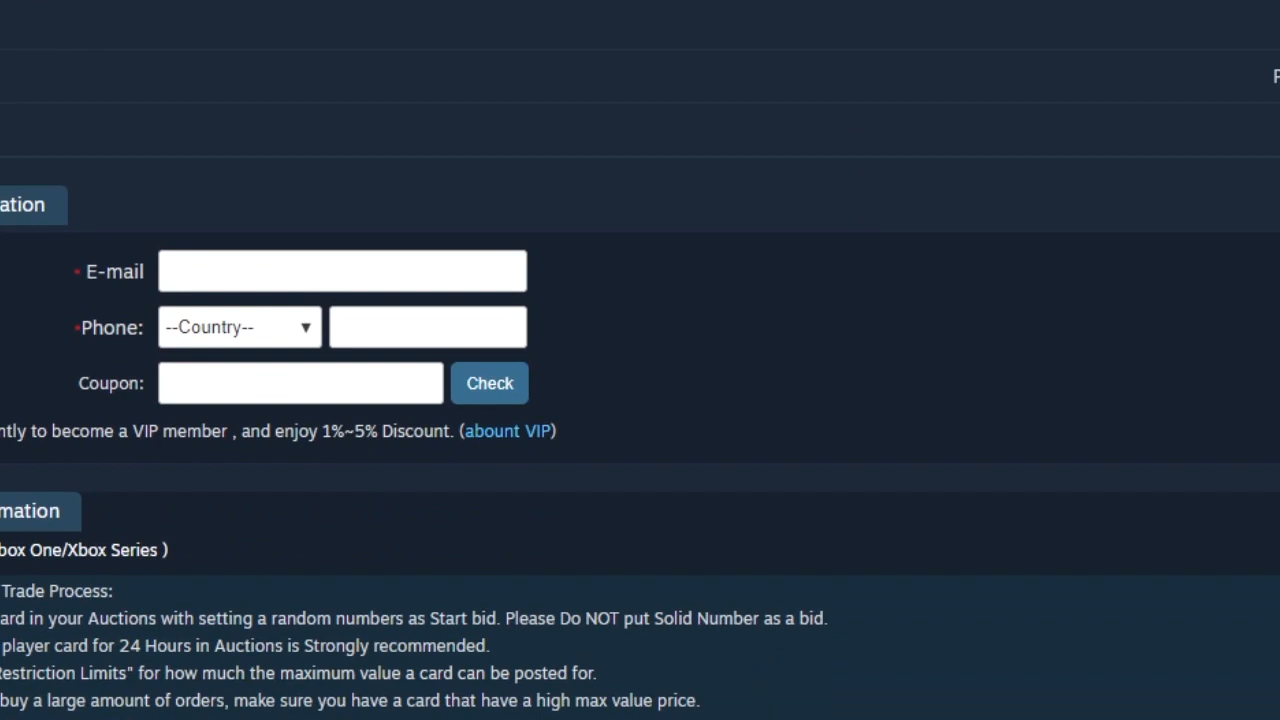 ation
* E-mail
*Phone: --Country-- ▼
Coupon: Check
ntly to become a VIP member , and enjoy 1%~5% Discount. (abount VIP)
mation
box One/Xbox Series )
Trade Process:
ard in your Auctions with setting a random numbers as Start bid. Please Do NOT put Solid Number as a bid.
player card for 24 Hours in Auctions is Strongly recommended.
Restriction Limits" for how much the maximum value a card can be posted for.
buy a large amount of orders, make sure you have a card that have a high max value price.